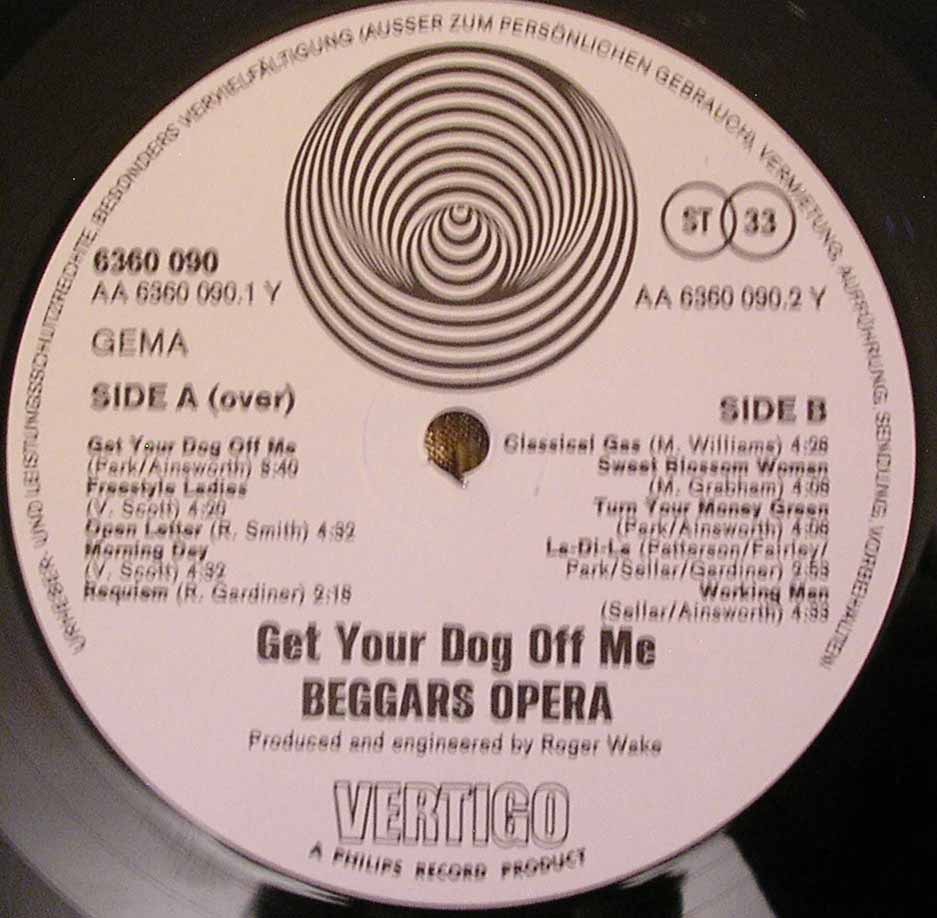 URHEBER- UND LEISTUNGSSCHUTZRECHTE (BESONDERS VERVIELFÄLTIGUNG (AUSSER ZUM PERSÖNLICHEN GEBRAUCH), VERMIETUNG, AUFFÜHRUNG, SENDUNG) VORBEHALTEN!
ST 33
6360 090
AA 6360 090.1 Y
AA 6360 090.2 Y
GEMA
SIDE A (over)
Get Your Dog Off Me
(Park/Ainsworth) 5:40
Freestyle Ladies
(V. Scott) 4:20
Open Letter (R. Smith) 4:32
Morning Day
(V. Scott) 4:32
Requiem (R. Gardiner) 2:15
SIDE B
Classical Gas (M. Williams) 4:26
Sweet Blossom Woman
(M. Grabham) 4:06
Turn Your Money Green
(Park/Ainsworth) 4:06
La-Di-La (Patterson/Fairley/
Park/Sellar/Gardiner) 2:53
Working Man
(Sellar/Ainsworth) 4:33
Get Your Dog Off Me
BEGGARS OPERA
Produced and engineered by Roger Wake
VERTIGO
A PHILIPS RECORD PRODUCT